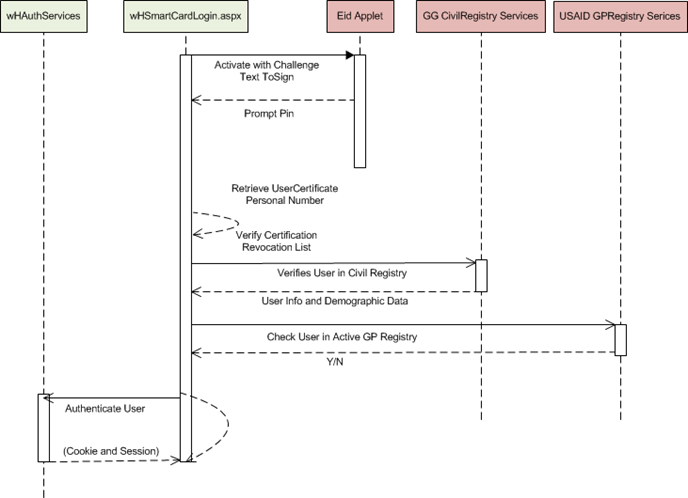 wHAuthServices
wHSmartCardLogin.aspx
Eid Applet
GG CivilRegistry Services
USAID GPRegistry Serices
Activate with Challenge
Text ToSign
Prompt Pin
Retrieve UserCertificate
Personal Number
Verify Certification
Revocation List
Verifies User in Civil Registry
User Info and Demographic Data
Check User in Active GP Registry
Y/N
Authenticate User
(Cookie and Session)